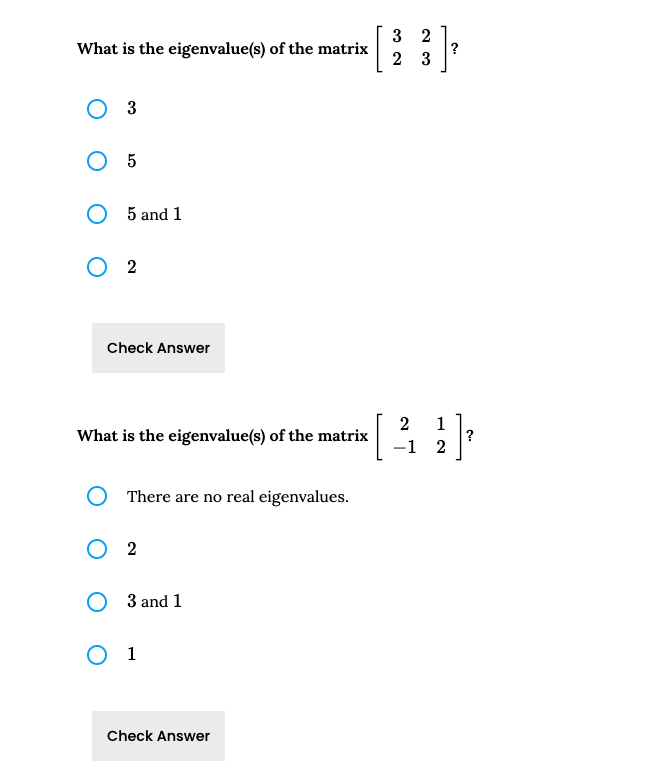 What is the eigenvalue(s) of the matrix [ 3 2
2 3 ]?
3
5
5 and 1
2
Check Answer
What is the eigenvalue(s) of the matrix [ 2 1
−1 2 ]?
There are no real eigenvalues.
2
3 and 1
1
Check Answer